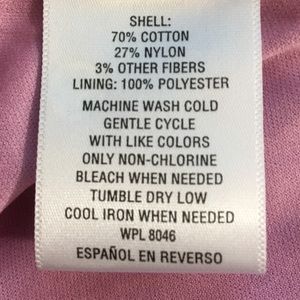 SHELL:
70% COTTON
27% NYLON
3% OTHER FIBERS
LINING: 100% POLYESTER
MACHINE WASH COLD
GENTLE CYCLE
WITH LIKE COLORS
ONLY NON-CHLORINE
BLEACH WHEN NEEDED
TUMBLE DRY LOW
COOL IRON WHEN NEEDED
WPL 8046
ESPAÑOL EN REVERSO